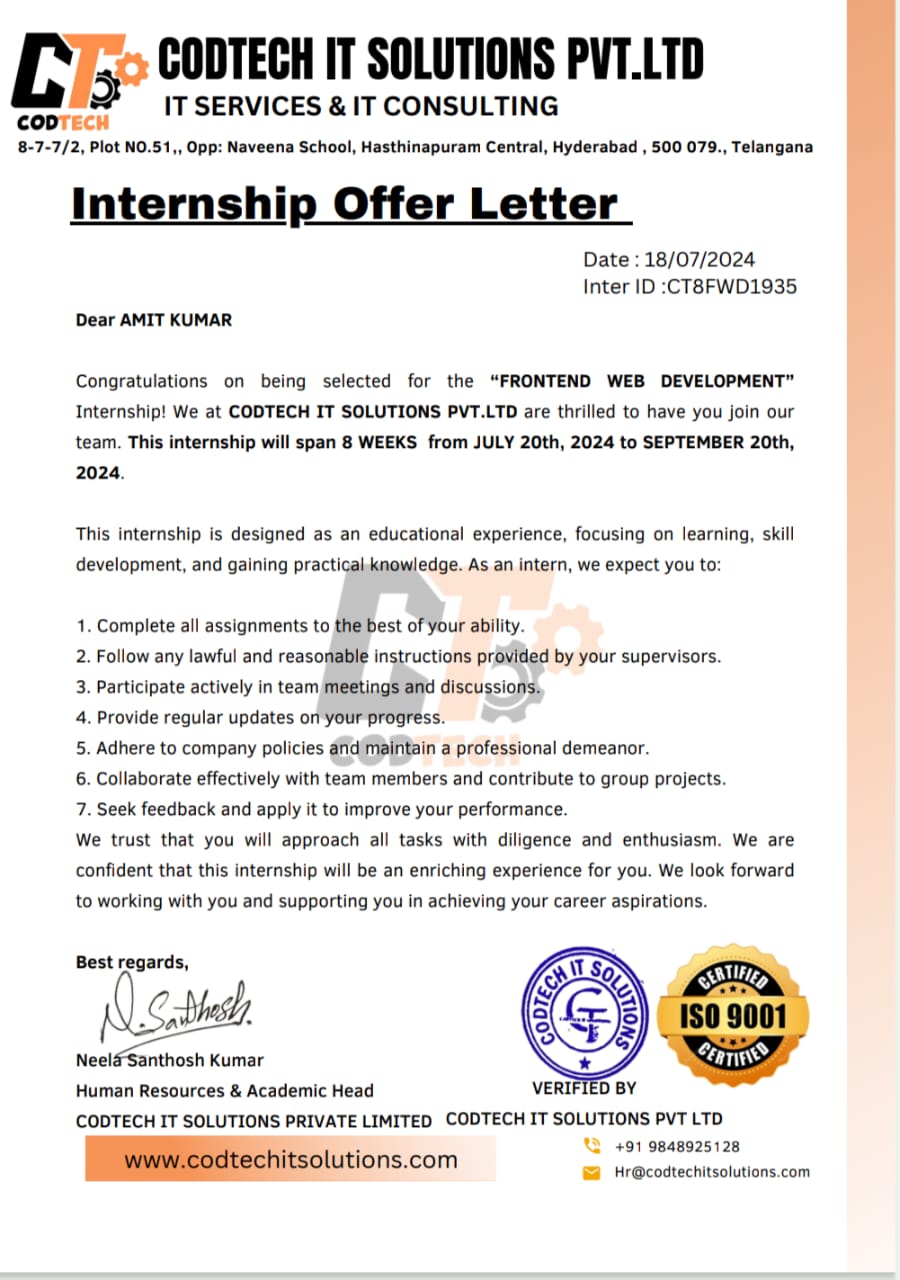 CT
CODTECH
CODTECH IT SOLUTIONS PVT.LTD
IT SERVICES & IT CONSULTING
8-7-7/2, Plot NO.51,, Opp: Naveena School, Hasthinapuram Central, Hyderabad , 500 079., Telangana
Internship Offer Letter
Date : 18/07/2024
Inter ID :CT8FWD1935
Dear AMIT KUMAR
Congratulations on being selected for the “FRONTEND WEB DEVELOPMENT”
Internship! We at CODTECH IT SOLUTIONS PVT.LTD are thrilled to have you join our
team. This internship will span 8 WEEKS from JULY 20th, 2024 to SEPTEMBER 20th,
2024.
This internship is designed as an educational experience, focusing on learning, skill
development, and gaining practical knowledge. As an intern, we expect you to:
1. Complete all assignments to the best of your ability.
2. Follow any lawful and reasonable instructions provided by your supervisors.
3. Participate actively in team meetings and discussions.
4. Provide regular updates on your progress.
5. Adhere to company policies and maintain a professional demeanor.
6. Collaborate effectively with team members and contribute to group projects.
7. Seek feedback and apply it to improve your performance.
We trust that you will approach all tasks with diligence and enthusiasm. We are
confident that this internship will be an enriching experience for you. We look forward
to working with you and supporting you in achieving your career aspirations.
CT
CODTECH
Best regards,
N. Santhosh.
Neela Santhosh Kumar
Human Resources & Academic Head
CODTECH IT SOLUTIONS PRIVATE LIMITED
www.codtechitsolutions.com
CODTECH IT SOLUTIONS
CT
CERTIFIED
ISO 9001
CERTIFIED
VERIFIED BY
CODTECH IT SOLUTIONS PVT LTD
+91 9848925128
Hr@codtechitsolutions.com